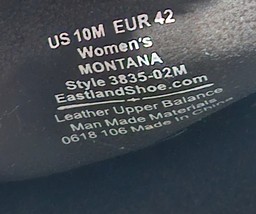 US 10M EUR 42
Women's
MONTANA
Style 3835-02M
EastlandShoe.com
Leather Upper Balance
Man Made Materials
0618 106 Made in China